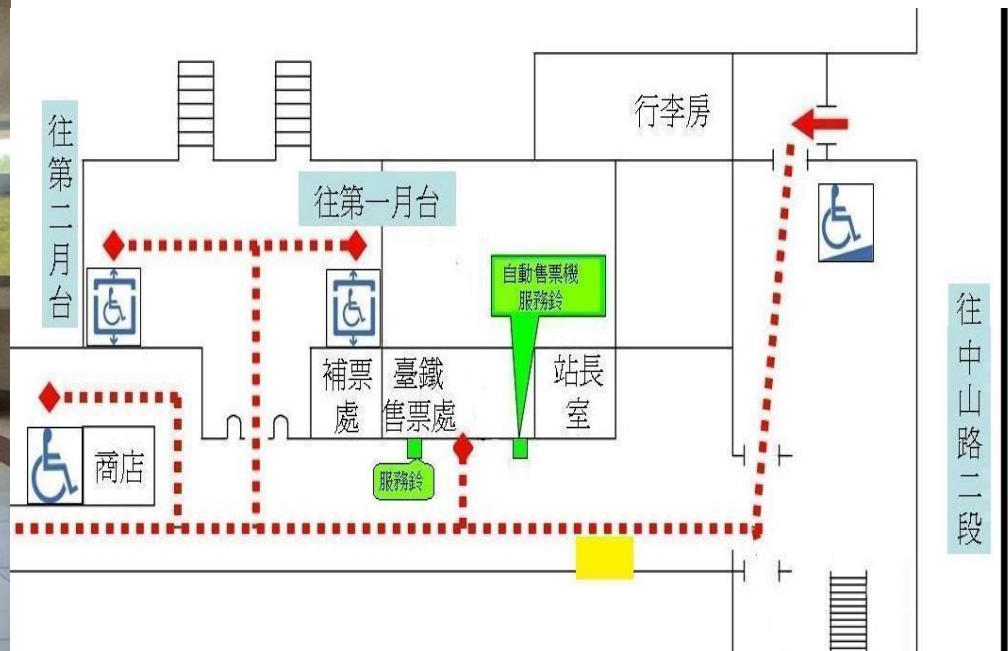 行李房
往第二月台
往第一月台
自動售票機
服務鈴
往中山路二段
補票
處
臺鐵
售票處
站長
室
商店
服務鈴